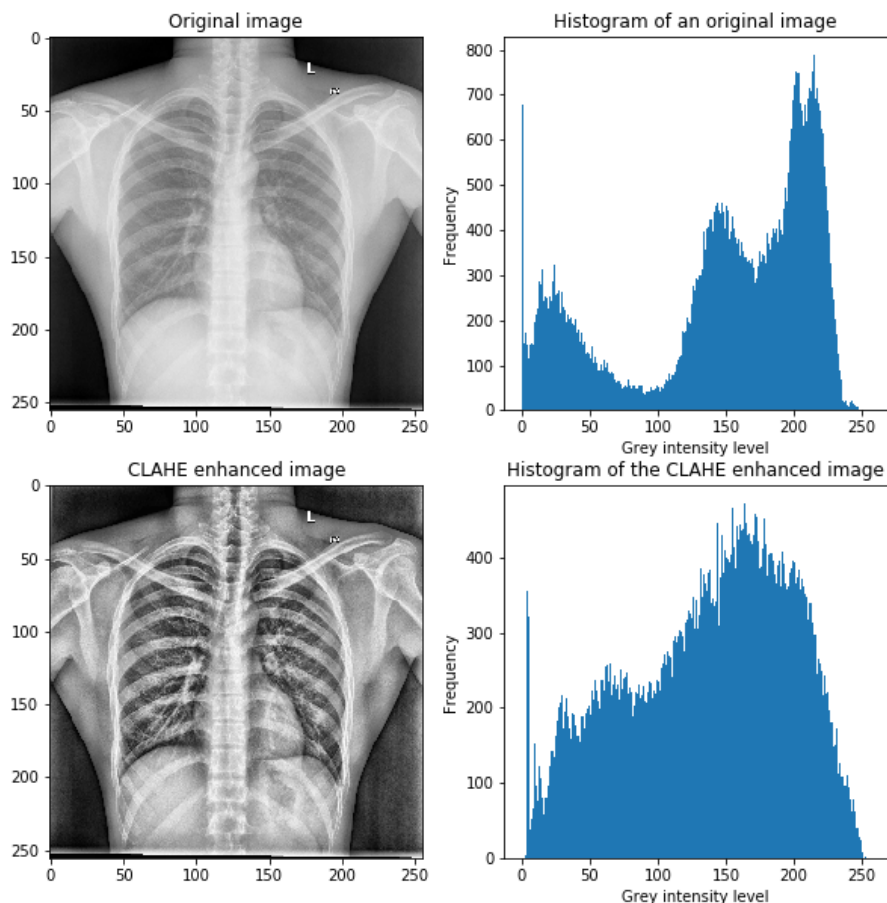 Original image
0
50
100
150
200
250
0 50 100 150 200 250
L
Histogram of an original image
800
700
600
500
400
300
200
100
0
Frequency
0 50 100 150 200 250
Grey intensity level
CLAHE enhanced image
0
50
100
150
200
250
0 50 100 150 200 250
L
Histogram of the CLAHE enhanced image
400
300
200
100
0
Frequency
0 50 100 150 200 250
Grey intensity level